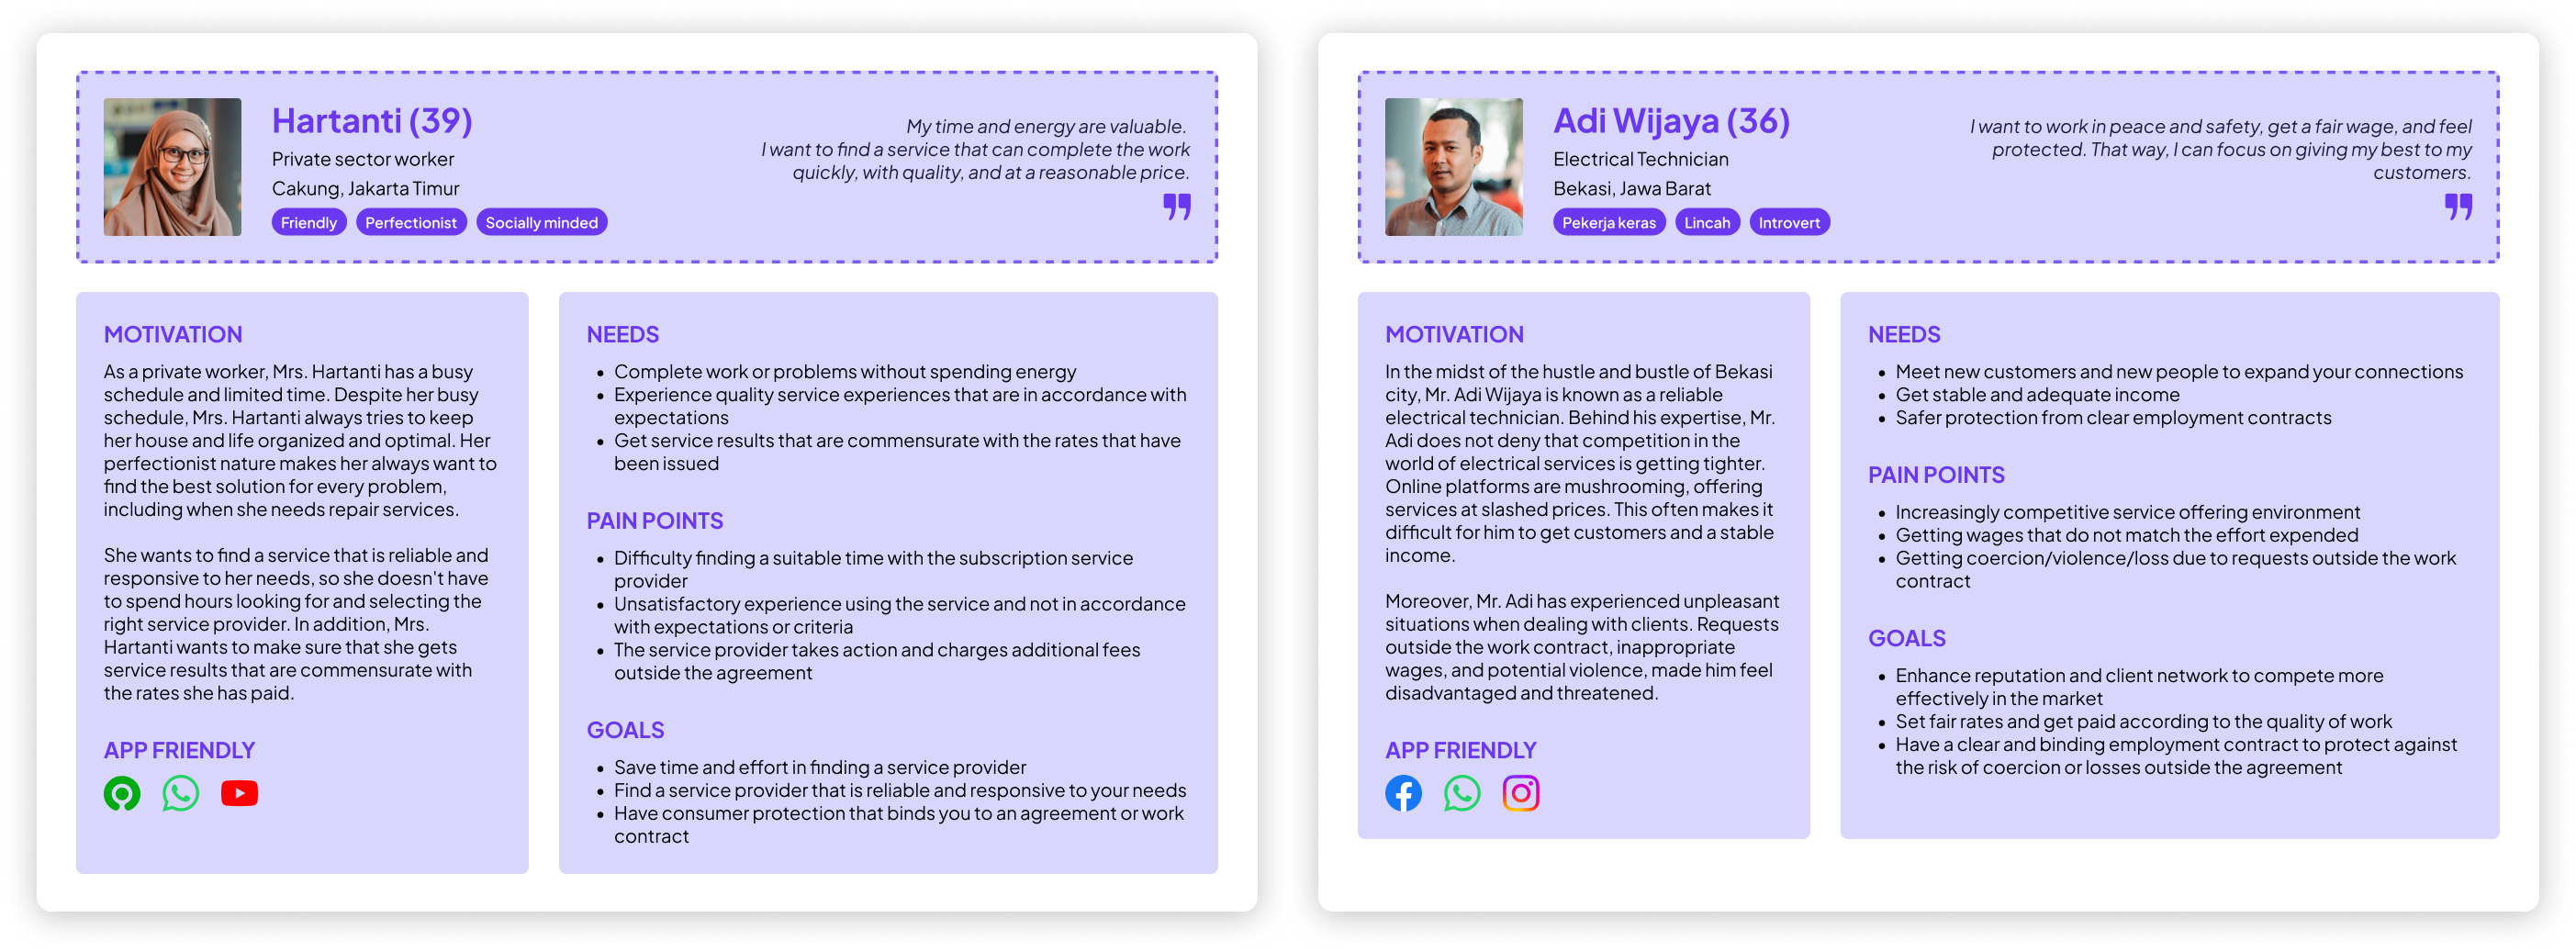 Hartanti (39)
Private sector worker
Cakung, Jakarta Timur
Friendly
Perfectionist
Socially minded
My time and energy are valuable.
I want to find a service that can complete the work
quickly, with quality, and at a reasonable price.
MOTIVATION
As a private worker, Mrs. Hartanti has a busy
schedule and limited time. Despite her busy
schedule, Mrs. Hartanti always tries to keep
her house and life organized and optimal. Her
perfectionist nature makes her always want to
find the best solution for every problem,
including when she needs repair services.
She wants to find a service that is reliable and
responsive to her needs, so she doesn't have
to spend hours looking for and selecting the
right service provider. In addition, Mrs.
Hartanti wants to make sure that she gets
service results that are commensurate with
the rates she has paid.
APP FRIENDLY
NEEDS
• Complete work or problems without spending energy
• Experience quality service experiences that are in accordance with
expectations
• Get service results that are commensurate with the rates that have
been issued
PAIN POINTS
• Difficulty finding a suitable time with the subscription service
provider
• Unsatisfactory experience using the service and not in accordance
with expectations or criteria
• The service provider takes action and charges additional fees
outside the agreement
GOALS
• Save time and effort in finding a service provider
• Find a service provider that is reliable and responsive to your needs
• Have consumer protection that binds you to an agreement or work
contract
Adi Wijaya (36)
Electrical Technician
Bekasi, Jawa Barat
Pekerja keras
Lincah
Introvert
I want to work in peace and safety, get a fair wage, and feel
protected. That way, I can focus on giving my best to my
customers.
MOTIVATION
In the midst of the hustle and bustle of Bekasi
city, Mr. Adi Wijaya is known as a reliable
electrical technician. Behind his expertise, Mr.
Adi does not deny that competition in the
world of electrical services is getting tighter.
Online platforms are mushrooming, offering
services at slashed prices. This often makes it
difficult for him to get customers and a stable
income.
Moreover, Mr. Adi has experienced unpleasant
situations when dealing with clients. Requests
outside the work contract, inappropriate
wages, and potential violence, made him feel
disadvantaged and threatened.
APP FRIENDLY
NEEDS
• Meet new customers and new people to expand your connections
• Get stable and adequate income
• Safer protection from clear employment contracts
PAIN POINTS
• Increasingly competitive service offering environment
• Getting wages that do not match the effort expended
• Getting coercion/violence/loss due to requests outside the work
contract
GOALS
• Enhance reputation and client network to compete more
effectively in the market
• Set fair rates and get paid according to the quality of work
• Have a clear and binding employment contract to protect against
the risk of coercion or losses outside the agreement